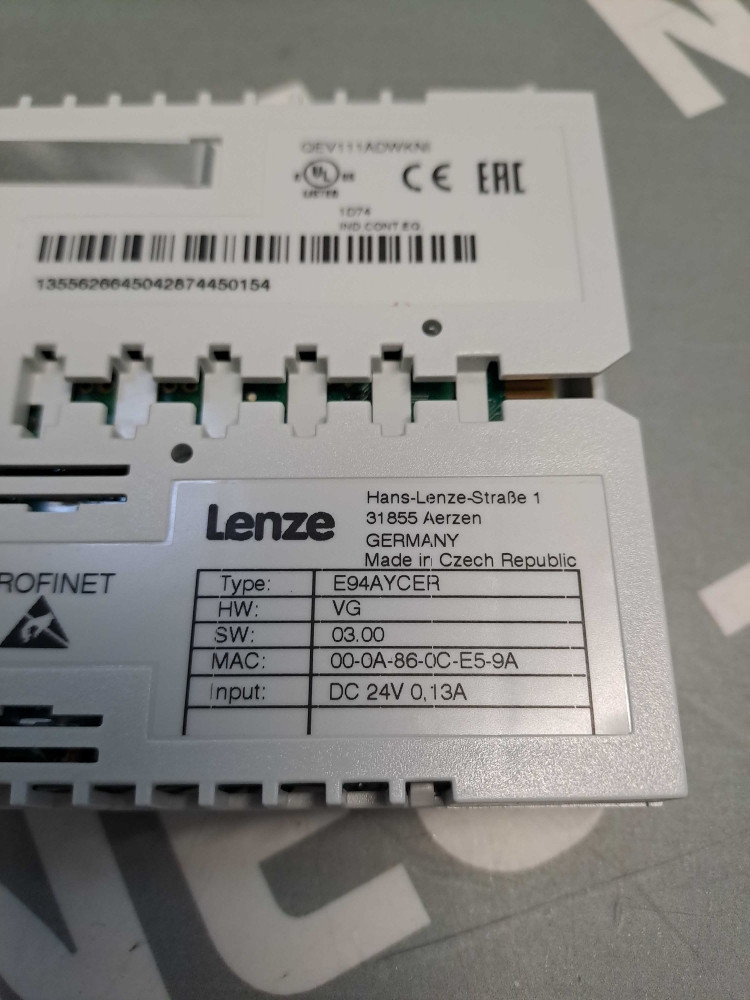 QEV111ADWKNI
UL
CE EAC
1D74
IND.CONT.EQ.
1355626645042874450154
Lenze
Hans-Lenze-Straße 1
31855 Aerzen
GERMANY
Made in Czech Republic
ROFINET
Type: E94AYCER
HW: VG
SW: 03.00
MAC: 00-0A-86-0C-E5-9A
Input: DC 24V 0,13A